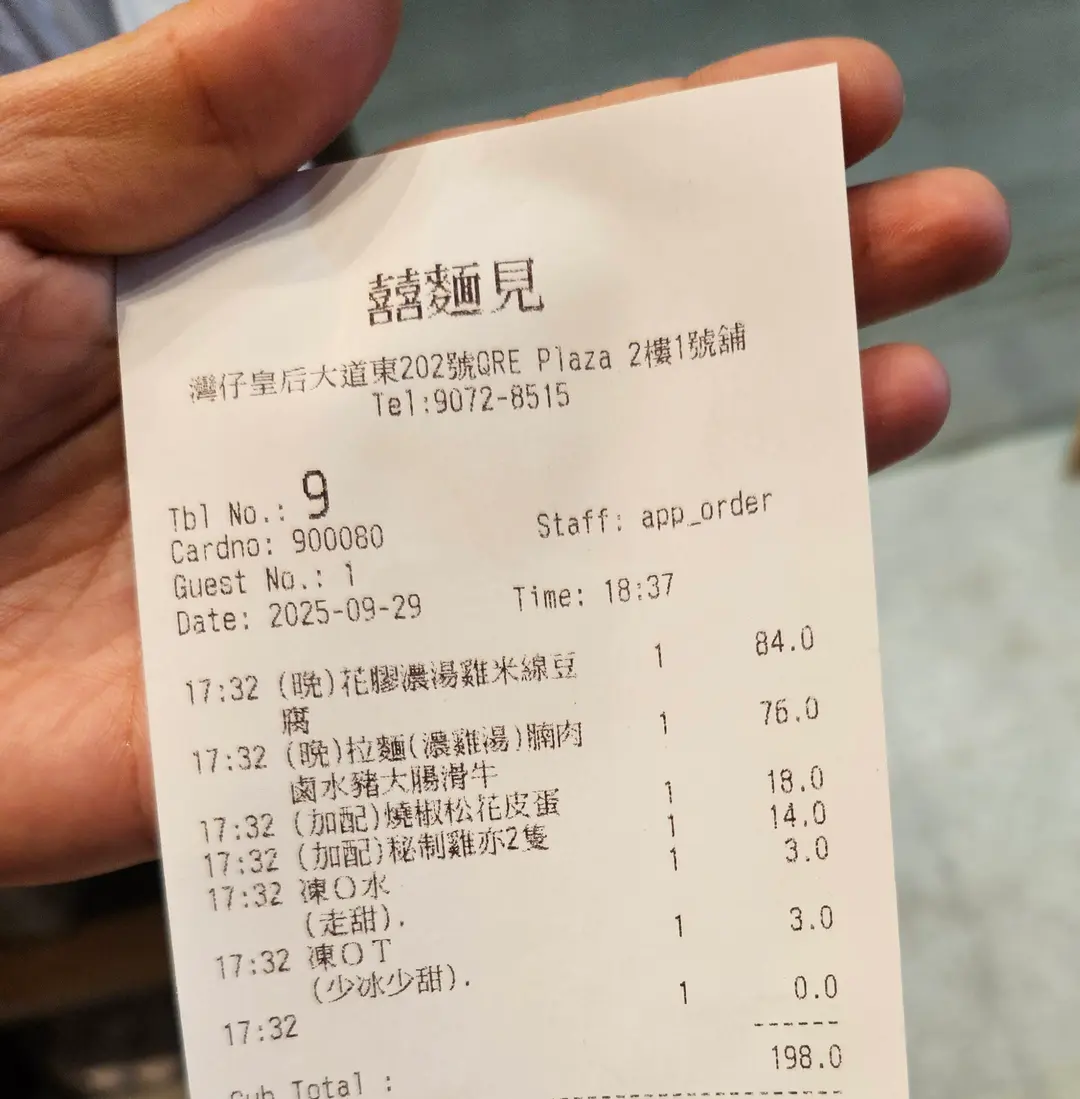 囍麵見
灣仔皇后大道東202號QRE Plaza 2樓1號舖
Tel:9072-8515
Tbl No.: 9
Cardno: 900080 Staff: app_order
Guest No.: 1
Date: 2025-09-29 Time: 18:37
17:32 (晚)花膠濃湯雞米線豆 1 84.0
腐
17:32 (晚)拉麵(濃雞湯)腩肉 1 76.0
鹵水豬大腸滑牛
17:32 (加配)燒椒松花皮蛋 1 18.0
17:32 (加配)秘制雞亦2隻 1 14.0
17:32 凍O水 1 3.0
(走甜).
17:32 凍OT 1 3.0
(少冰少甜).
17:32 1 0.0
------
Sub Total : 198.0